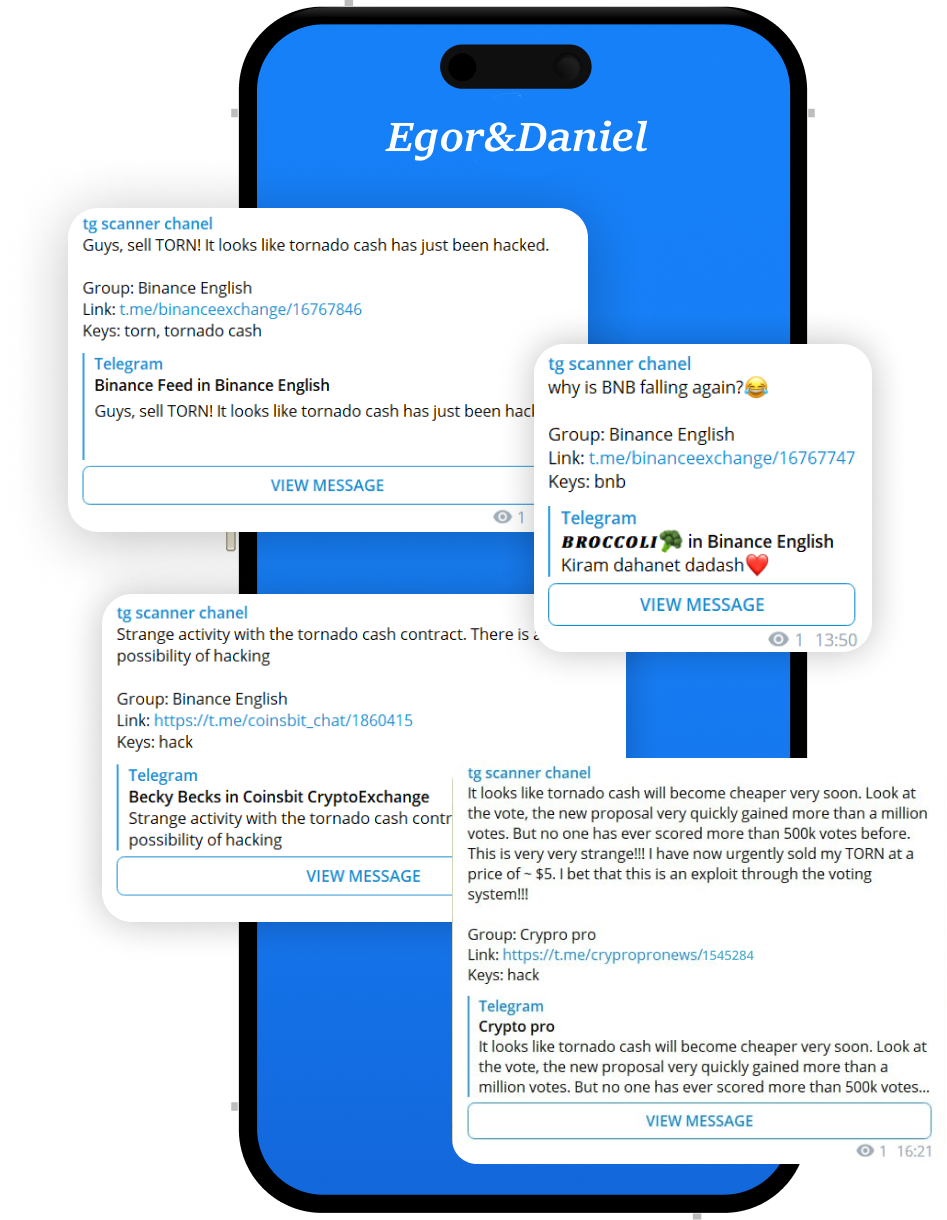 Egor&Daniel
tg scanner chanel
Guys, sell TORN! It looks like tornado cash has just been hacked.
Group: Binance English
Link: t.me/binanceexchange/16767846
Keys: torn, tornado cash
Telegram
Binance Feed in Binance English
Guys, sell TORN! It looks like tornado cash has just been
VIEW MESSAGE
1
tg scanner chanel
why is BNB falling again?😂
Group: Binance English
Link: t.me/binanceexchange/16767747
Keys: bnb
Telegram
BROCCOLI🥦 in Binance English
Kiram dahanet dadash❤️
VIEW MESSAGE
1 13:50
tg scanner chanel
Strange activity with the tornado cash contract. There is
possibility of hacking
Group: Binance English
Link: https://t.me/coinsbit_chat/1860415
Keys: hack
Telegram
Becky Becks in Coinsbit CryptoExchange
Strange activity with the tornado cash
possibility of hacking
VIEW MESSAGE
tg scanner chanel
It looks like tornado cash will become cheaper very soon. Look at
the vote, the new proposal very quickly gained more than a million
votes. But no one has ever scored more than 500k votes before.
This is very very strange!!! I have now urgently sold my TORN at a
price of ~ $5. I bet that this is an exploit through the voting
system!!!
Group: Crypro pro
Link: https://t.me/crypropronews/1545284
Keys: hack
Telegram
Crypto pro
It looks like tornado cash will become cheaper very soon. Look at
the vote, the new proposal very quickly gained more than a
million votes. But no one has ever scored more than 500k votes...
VIEW MESSAGE
1 16:21